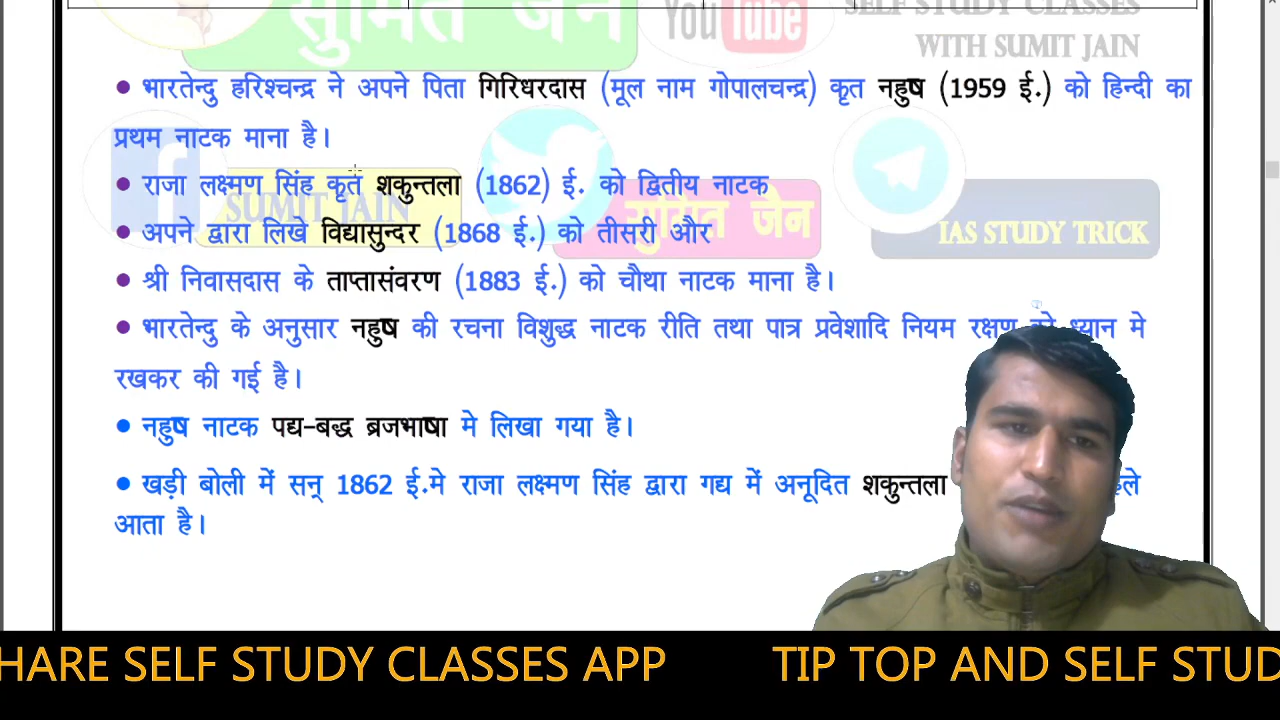 सुमित जैन
YouTube
SELF STUDY CLASSES
WITH SUMIT JAIN
• भारतेन्दु हरिश्चन्द्र ने अपने पिता गिरिधरदास (मूल नाम गोपालचन्द्र) कृत नहुष (1959 ई.) को हिन्दी का
प्रथम नाटक माना है।
• राजा लक्ष्मण सिंह कृत शकुन्तला (1862) ई. को द्वितीय नाटक
SUMIT JAIN
सुमित जैन
IAS STUDY TRICK
• अपने द्वारा लिखे विद्यासुन्दर (1868 ई.) को तीसरी और
• श्री निवासदास के ताप्तासंवरण (1883 ई.) को चौथा नाटक माना है।
• भारतेन्दु के अनुसार नहुष की रचना विशुद्ध नाटक रीति तथा पात्र प्रवेशादि नियम रक्षण को ध्यान मे
रखकर की गई है।
• नहुष नाटक पद्य-बद्ध ब्रजभाषा मे लिखा गया है।
• खड़ी बोली में सन् 1862 ई.मे राजा लक्ष्मण सिंह द्वारा गद्य में अनूदित शकुन्तला
आता है।
HARE SELF STUDY CLASSES APP TIP TOP AND SELF STUD